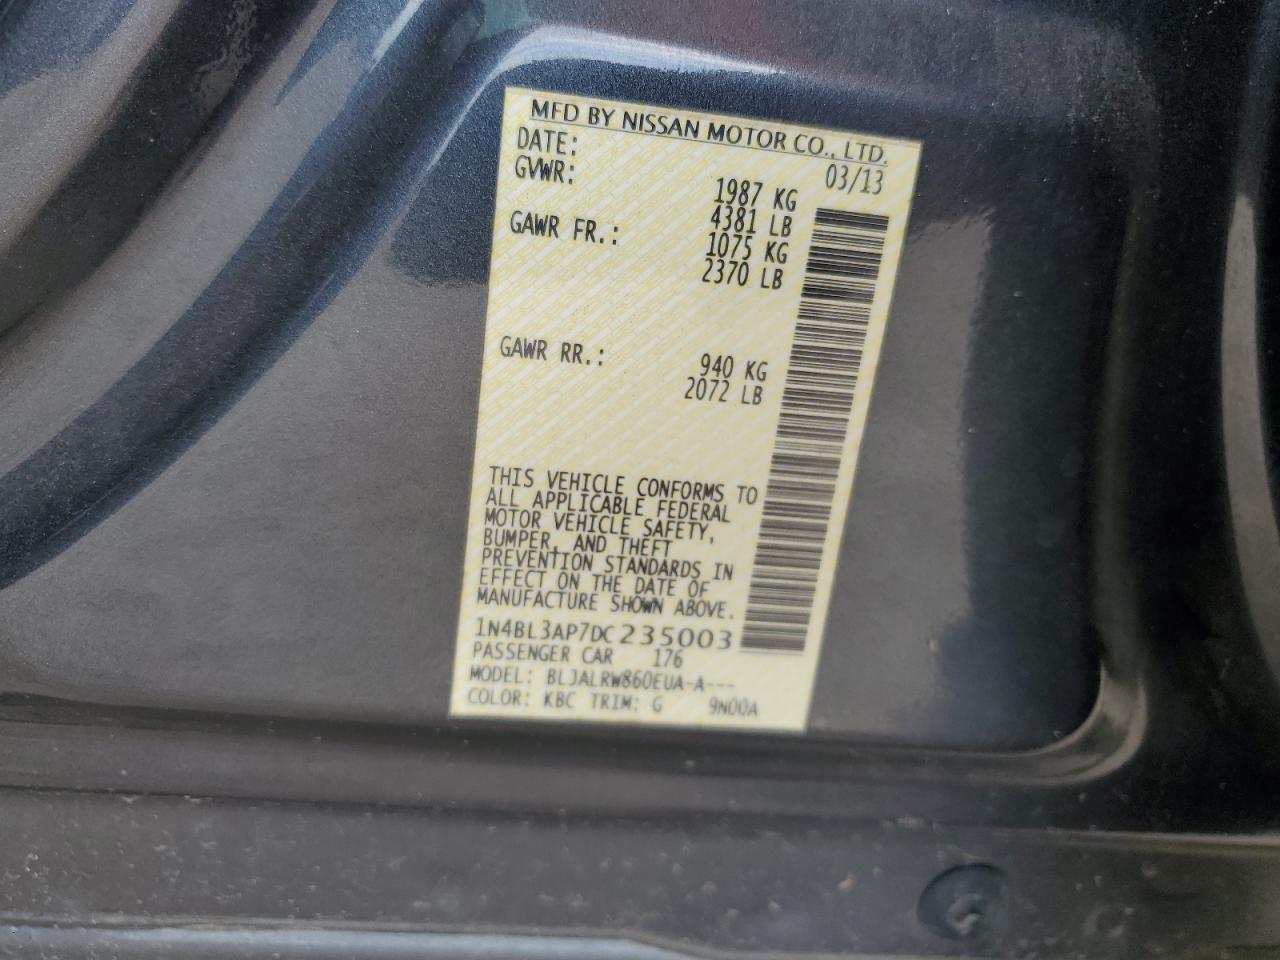 MFD BY NISSAN MOTOR CO., LTD.
DATE: 03/13
GVWR: 1987 KG
4381 LB
GAWR FR.: 1075 KG
2370 LB
GAWR RR.: 940 KG
2072 LB
THIS VEHICLE CONFORMS TO
ALL APPLICABLE FEDERAL
MOTOR VEHICLE SAFETY,
BUMPER, AND THEFT
PREVENTION STANDARDS IN
EFFECT ON THE DATE OF
MANUFACTURE SHOWN ABOVE.
1N4BL3AP7DC235003
PASSENGER CAR 176
MODEL: BLJALRW860EUA-A---
COLOR: KBC TRIM: G 9N00A